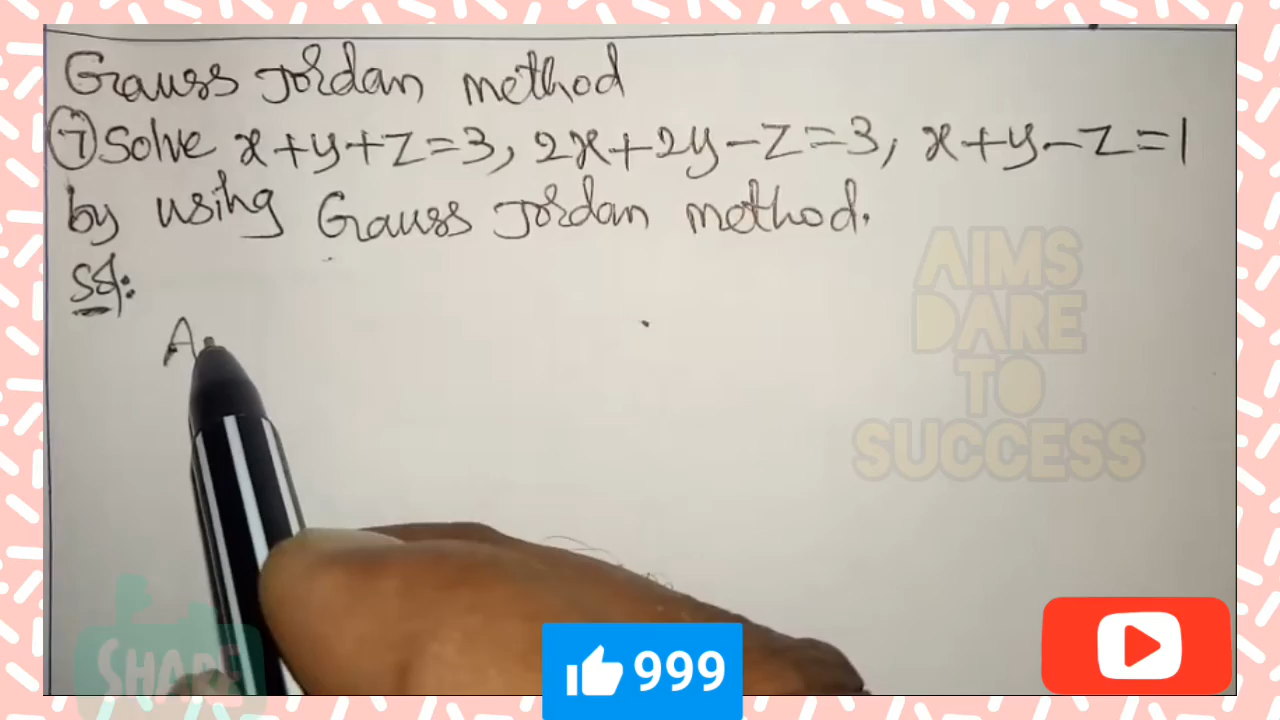 Gauss Jordan method
7 Solve x+y+z=3, 2x+2y-z=3, x+y-z=1
by using Gauss Jordan method.
Sol:
A
AIMS
DARE
TO
SUCCESS
SHARE
999